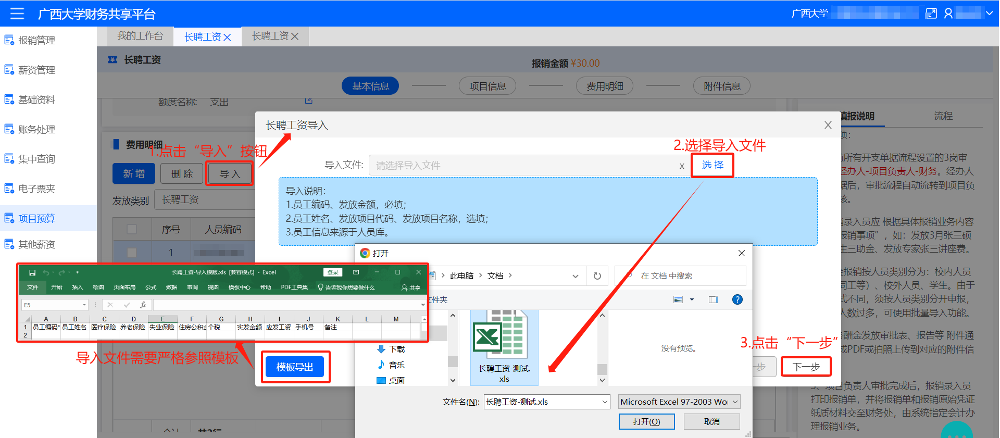 广西大学财务共享平台
广西大学
报销管理
薪资管理
基础资料
账务处理
集中查询
电子票夹
项目预算
其他薪资
我的工作台
长聘工资
长聘工资
长聘工资
报销金额 ¥30.00
基本信息
项目信息
费用明细
附件信息
额度名称: 支出
费用明细
1.点击“导入”按钮
新 增
删 除
导 入
发放类别
长聘工资
序号
人员编码
1
长聘工资导入
X
2.选择导入文件
导入文件:
请选择导入文件
x
选 择
导入说明：
1.员工编码、发放金额，必填；
2.员工姓名、发放项目代码、发放项目名称，选填；
3.员工信息来源于人员库。
长聘工资-导入模版.xls [兼容模式] - Excel
登录
文件
开始
插入
绘图
页面布局
公式
数据
审阅
视图
模板中心
帮助
PDF工具集
告诉我你想要做什么
共享
E5
fx
A B C D E F G H I J K L M
1 员工编码* 员工姓名 医疗保险 养老保险 失业保险 住房公积金 个税 实发金额 应发工资 手机号 备注
2
导入文件需要严格参照模板
模板导出
打开
此电脑
文档
在 文档 中搜索
文件夹
?
下载
音乐
桌面
长聘工资-测试.
xls
没有预览。
文件名(N):
长聘工资-测试.xls
Microsoft Excel 97-2003 Wo
打开(O)
取消
3.点击“下一步”
步
下一步
填报说明
流程
项：
所有开支单据流程设置的3岗审
经办人-项目负责人-财务。经办人
据后，审批流程自动流转到项目负
核。
录入员应 根据具体报销业务内容
报销事项”，如：发放3月张三硕
生三助金、发放专家张三讲座费。
报销按人员类别分为：校内人员
同工等）、校外人员、学生。由于
式不同，须按人员类别分开申报，
人数过多，可使用批量导入功能。
酬金发放审批表、报告等 附件通
成PDF或拍照上传到对应的附件信
5、项目负责人审批完成后，报销录入员
打印报销单，并将报销单和报销原始凭证
纸质材料交至财务处，由系统指定会计办
理报销业务。